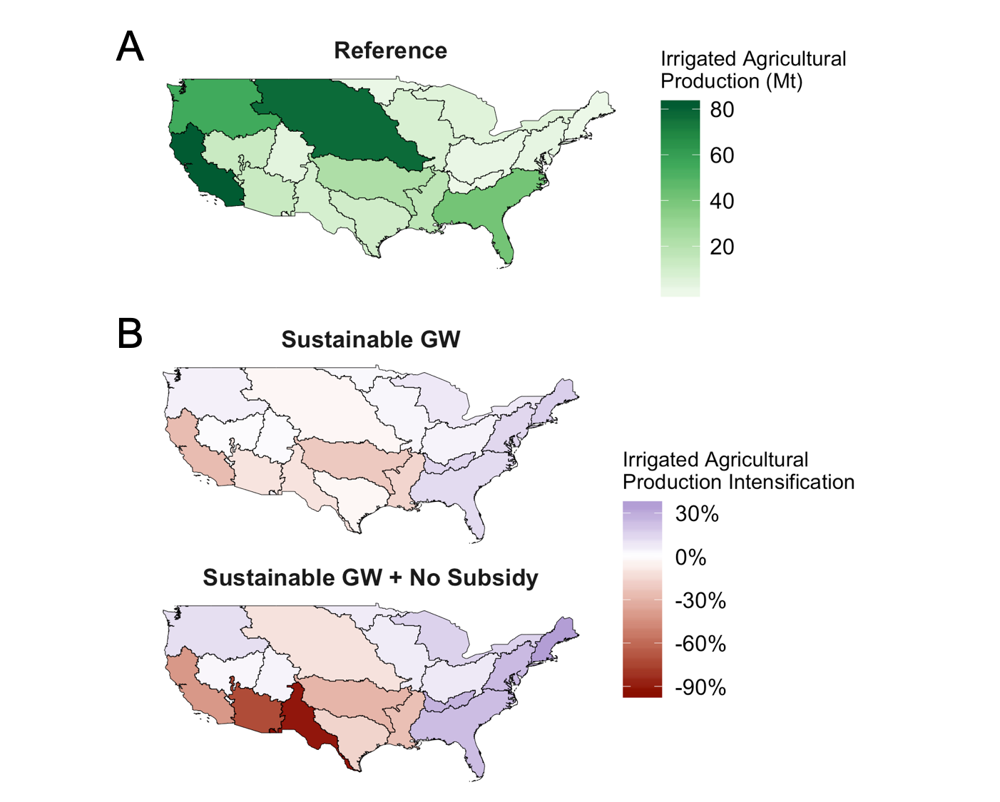 A
Reference
Irrigated Agricultural
Production (Mt)
80
60
40
20
B
Sustainable GW
Sustainable GW + No Subsidy
Irrigated Agricultural
Production Intensification
30%
0%
-30%
-60%
-90%